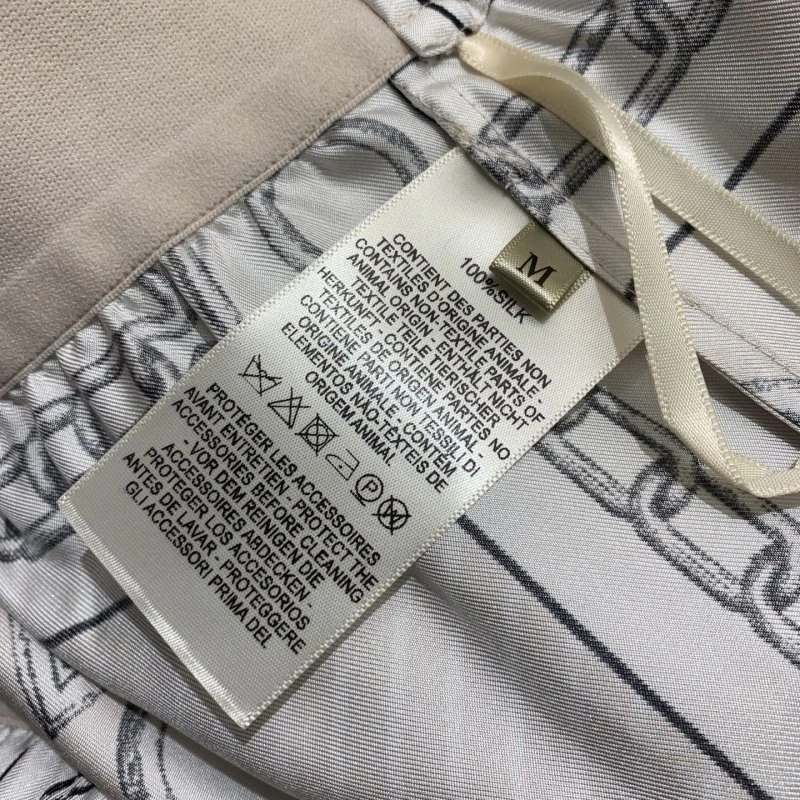 M
100%SILK
CONTIENT DES PARTIES NON
TEXTILES D'ORIGINE ANIMALE -
CONTAINS NON TEXTILE PARTS OF
ANIMAL ORIGIN - ENTHÄLT NICHT
TEXTILE TEILE TIERISCHER
HERKUNFT - CONTIENE PARTES NO
TEXTILES DE ORIGEN ANIMAL -
CONTIENE PARTI NON TESSILI DI
ORIGINE ANIMALE - CONTÉM
ELEMENTOS NÃO-TÊXTEIS DE
ORIGEM ANIMAL
P
PROTÉGER LES ACCESSOIRES
AVANT ENTRETIEN - PROTECT THE
ACCESSORIES BEFORE CLEANING
- VOR DEM REINIGEN DIE
ACCESSOIRES ABDECKEN -
PROTEGER LOS ACCESORIOS
ANTES DE LAVAR - PROTEGGERE
GLI ACCESSORI PRIMA DEL